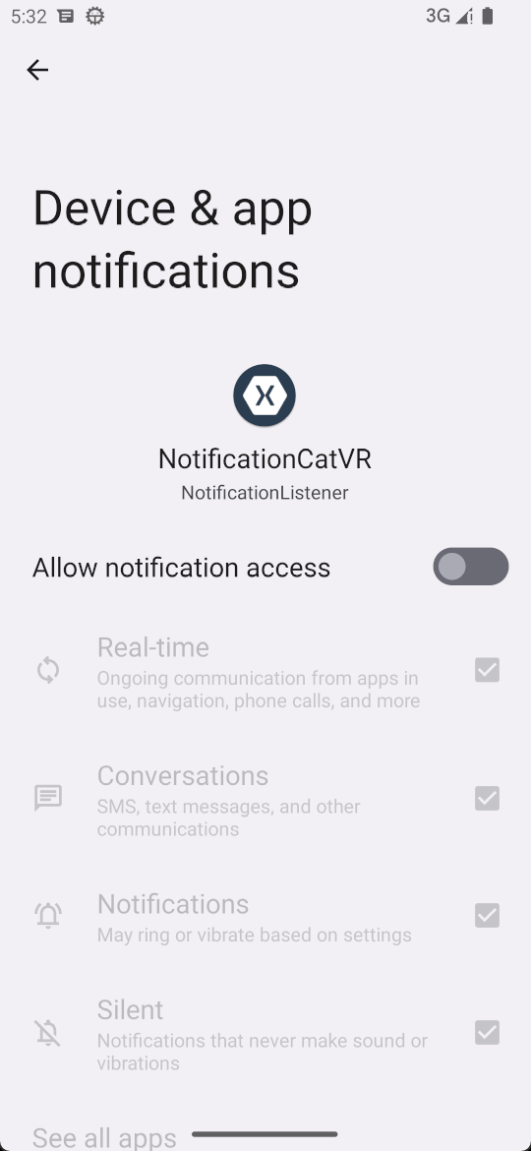 5:32
3G
Device & app
notifications
NotificationCatVR
NotificationListener
Allow notification access
Real-time
Ongoing communication from apps in
use, navigation, phone calls, and more
Conversations
SMS, text messages, and other
communications
Notifications
May ring or vibrate based on settings
Silent
Notifications that never make sound or
vibrations
See all apps